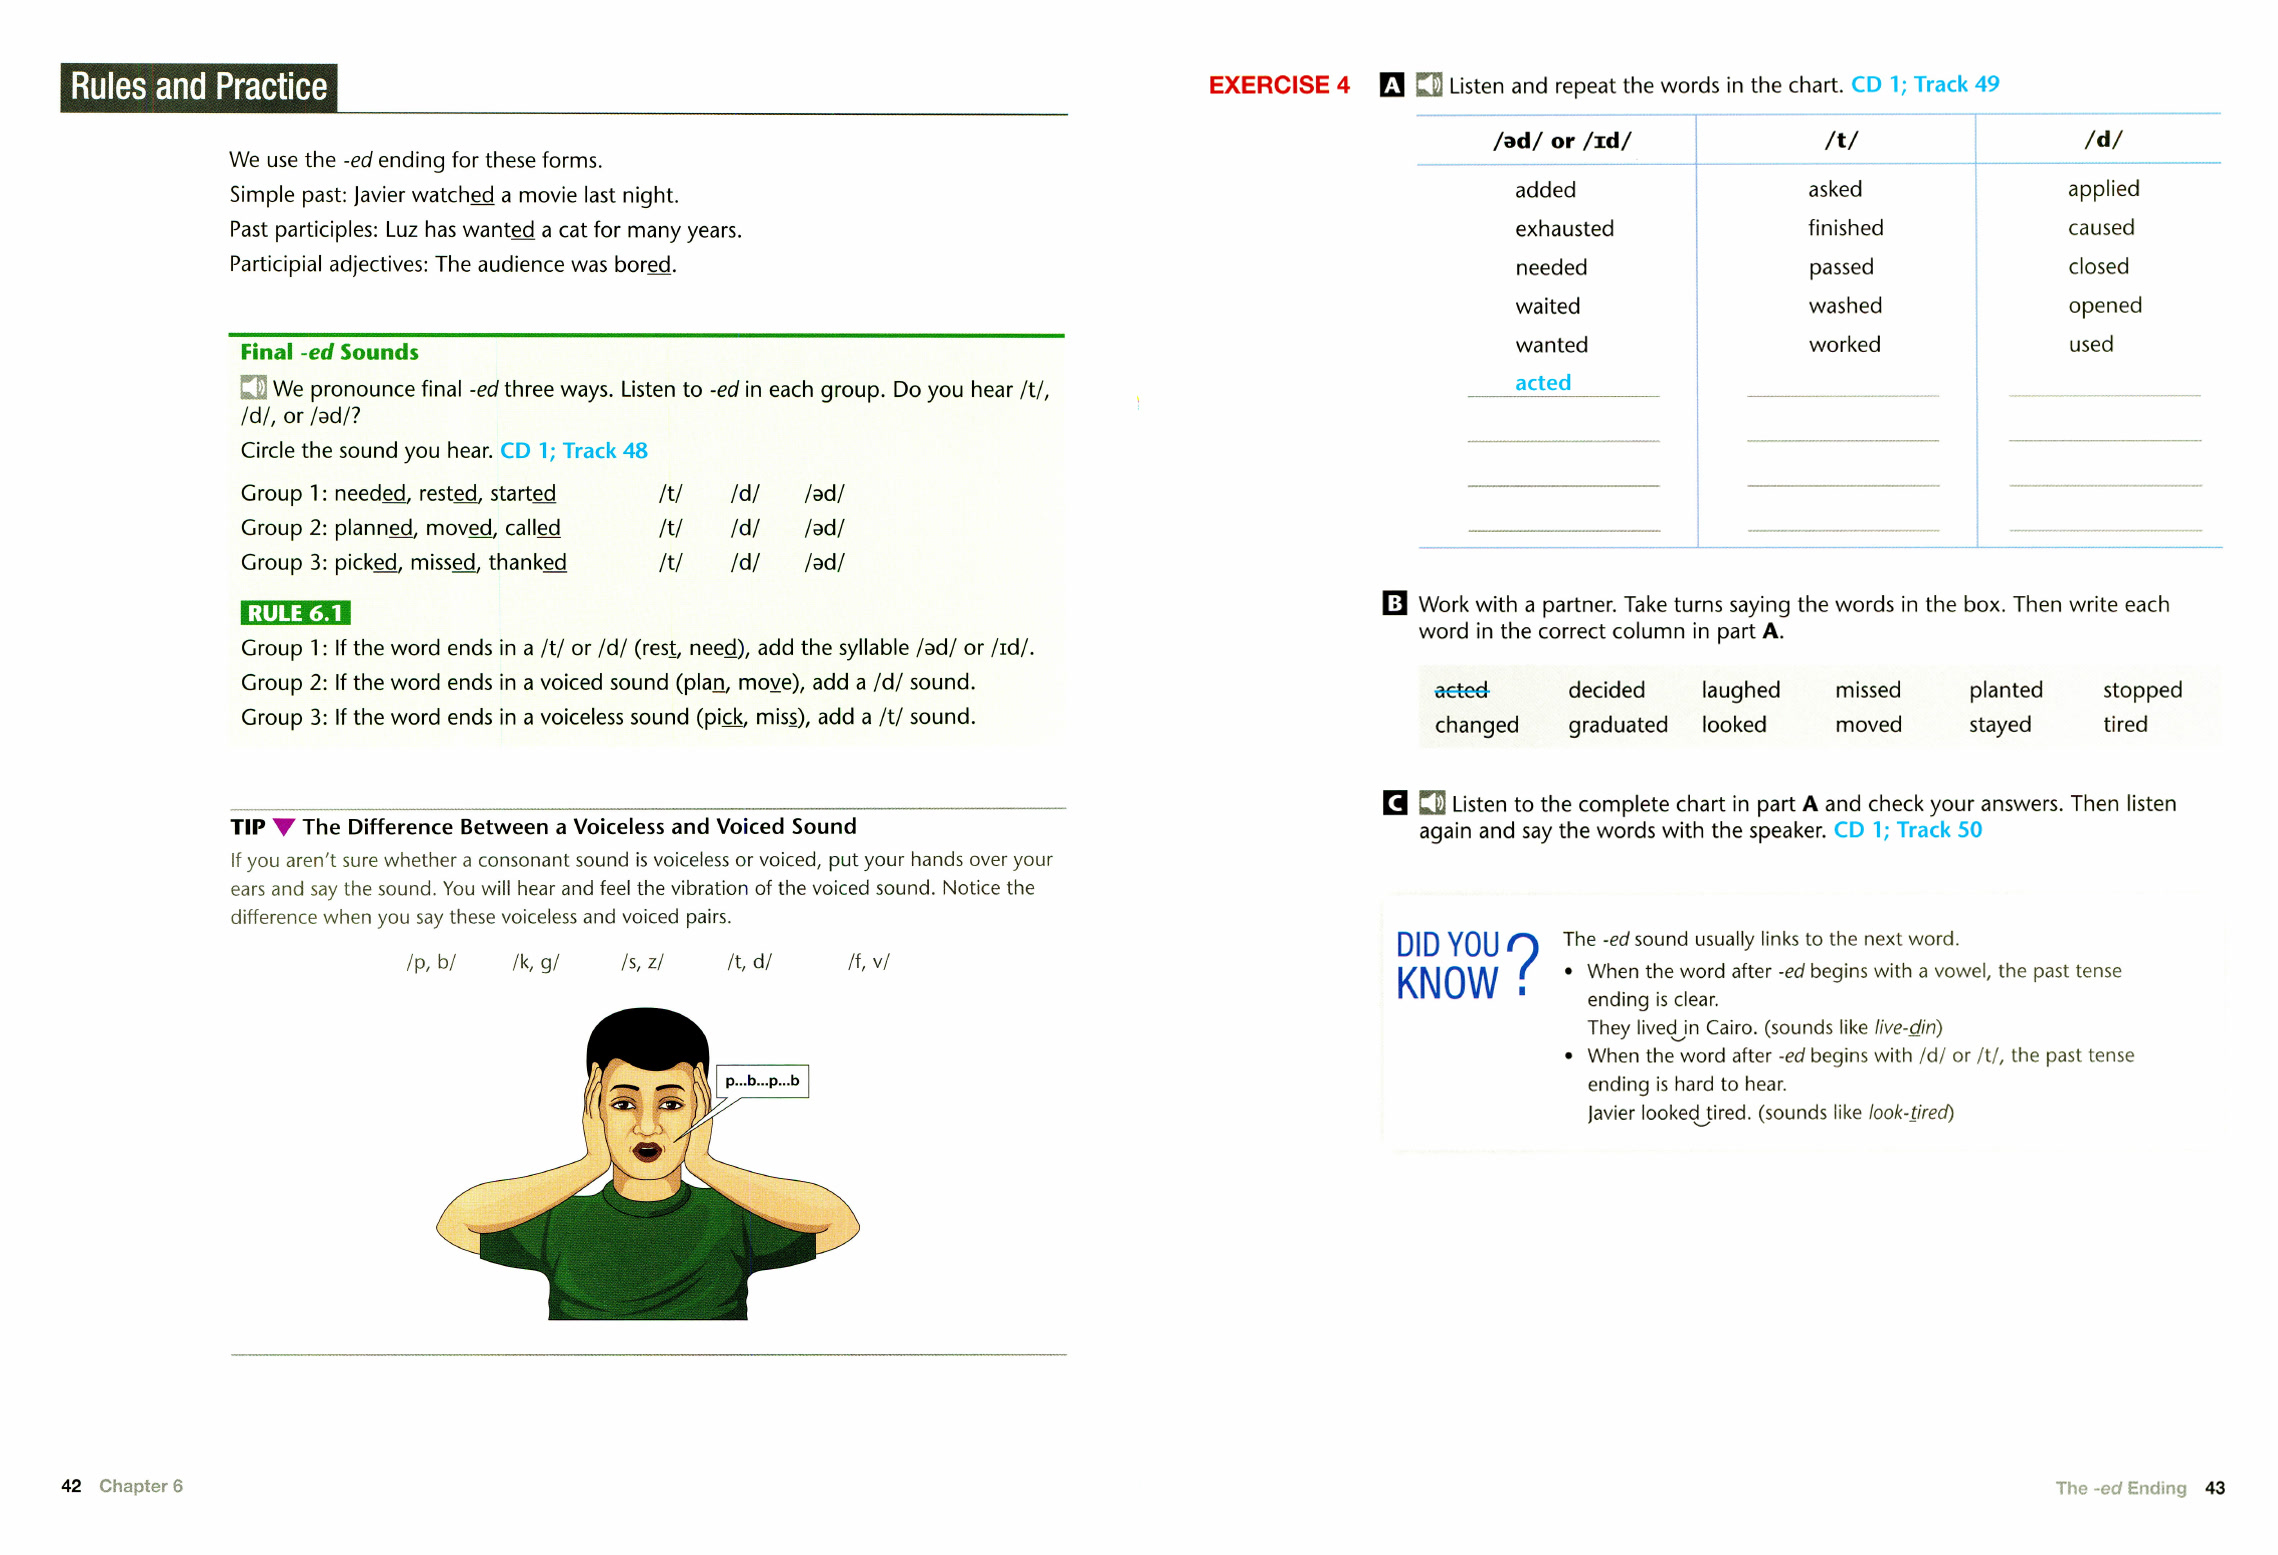 Rules and Practice
We use the -ed ending for these forms.
Simple past: Javier watched a movie last night.
Past participles: Luz has wanted a cat for many years.
Participial adjectives: The audience was bored.
Final -ed Sounds
We pronounce final -ed three ways. Listen to -ed in each group. Do you hear /t/,
/d/, or /əd/?
Circle the sound you hear. CD 1; Track 48
Group 1: needed, rested, started /t/ /d/ /əd/
Group 2: planned, moved, called /t/ /d/ /əd/
Group 3: picked, missed, thanked /t/ /d/ /əd/
RULE 6.1
Group 1: If the word ends in a /t/ or /d/ (rest, need), add the syllable /əd/ or /ɪd/.
Group 2: If the word ends in a voiced sound (plan, move), add a /d/ sound.
Group 3: If the word ends in a voiceless sound (pick, miss), add a /t/ sound.
TIP ▼ The Difference Between a Voiceless and Voiced Sound
If you aren't sure whether a consonant sound is voiceless or voiced, put your hands over your
ears and say the sound. You will hear and feel the vibration of the voiced sound. Notice the
difference when you say these voiceless and voiced pairs.
/p, b/ /k, g/ /s, z/ /t, d/ /f, v/
p...b...p...b
42 Chapter 6
EXERCISE 4 A Listen and repeat the words in the chart. CD 1; Track 49
/əd/ or /ɪd/ /t/ /d/
added asked applied
exhausted finished caused
needed passed closed
waited washed opened
wanted worked used
acted
B Work with a partner. Take turns saying the words in the box. Then write each
word in the correct column in part A.
acted decided laughed missed planted stopped
changed graduated looked moved stayed tired
C Listen to the complete chart in part A and check your answers. Then listen
again and say the words with the speaker. CD 1; Track 50
DID YOU
KNOW ?
The -ed sound usually links to the next word.
• When the word after -ed begins with a vowel, the past tense
ending is clear.
They lived in Cairo. (sounds like live-din)
• When the word after -ed begins with /d/ or /t/, the past tense
ending is hard to hear.
Javier looked tired. (sounds like look-tired)
The -ed Ending 43